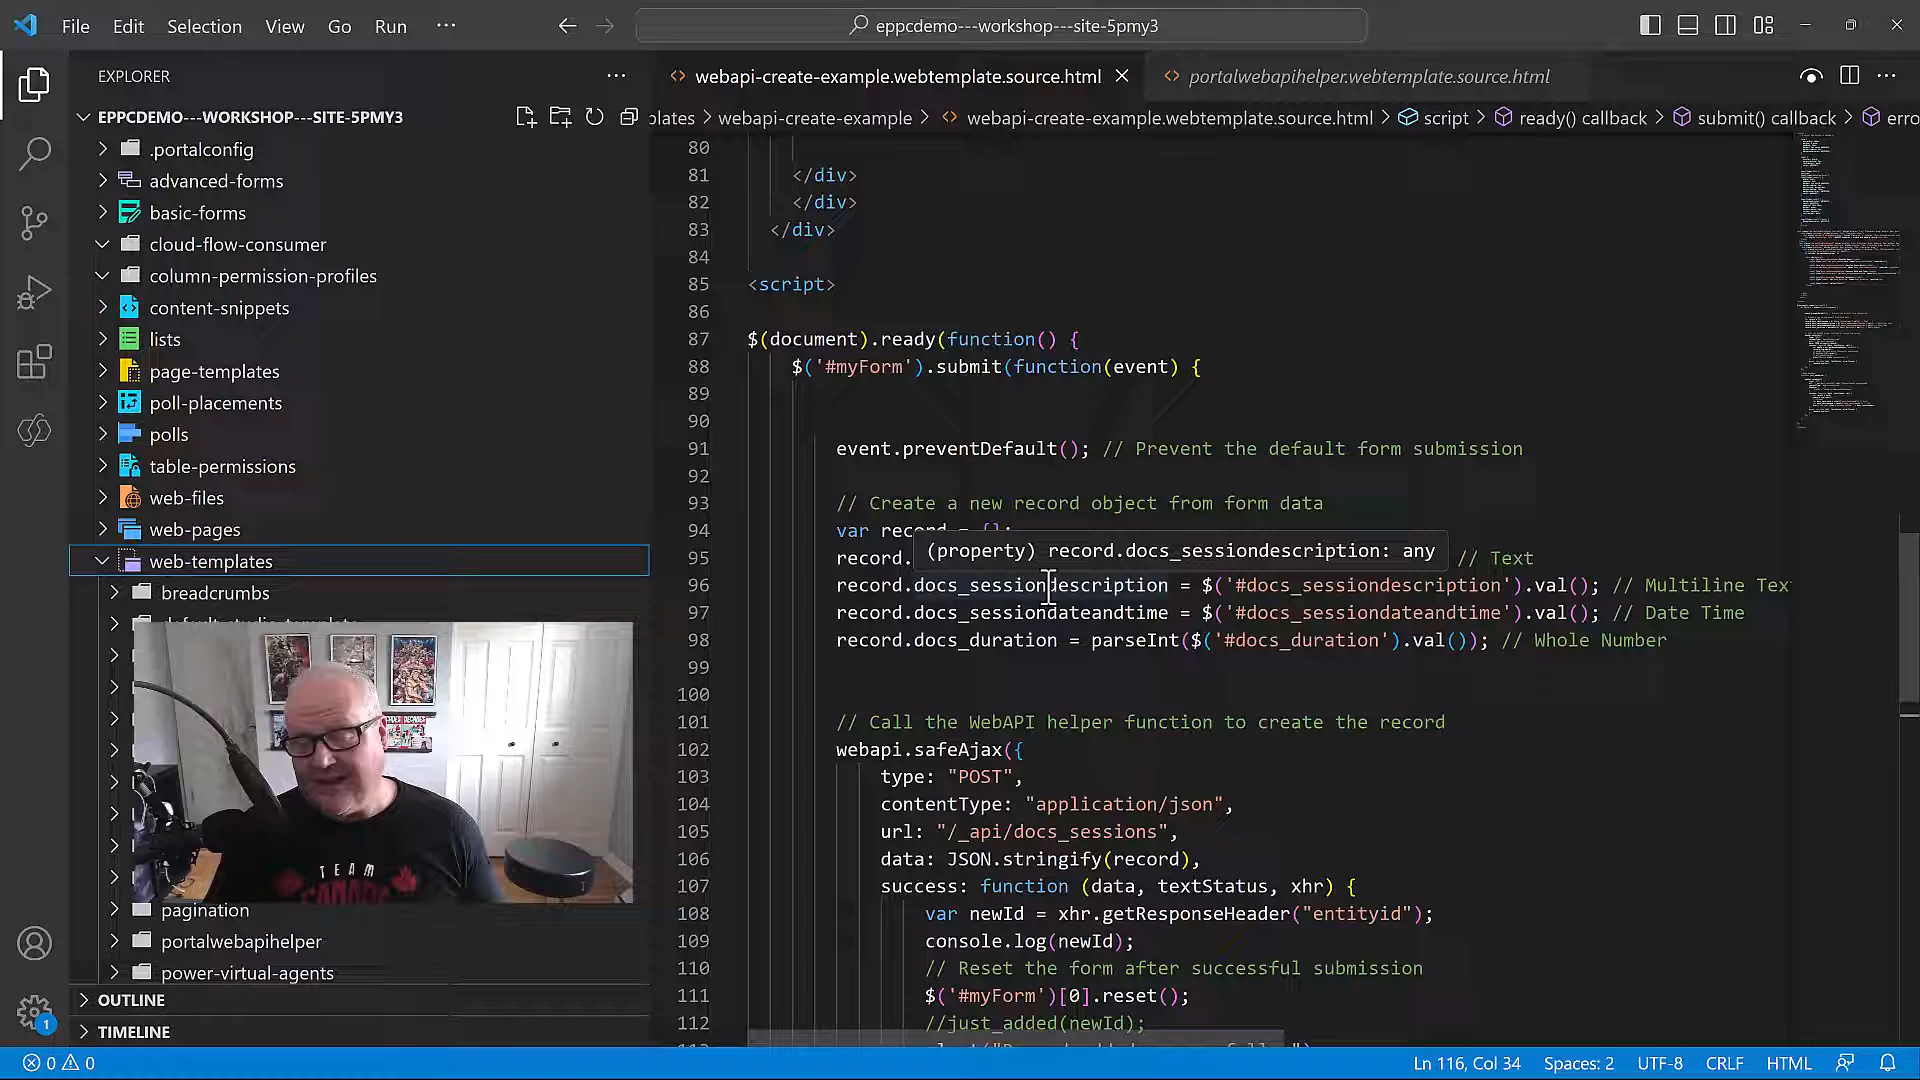 File Edit Selection View Go Run ···
eppcdemo---workshop---site-5pmy3
EXPLORER
EPPCDEMO---WORKSHOP---SITE-5PMY3
.portalconfig
advanced-forms
basic-forms
cloud-flow-consumer
column-permission-profiles
content-snippets
lists
page-templates
poll-placements
polls
table-permissions
web-files
web-pages
web-templates
breadcrumbs
pagination
portalwebapihelper
power-virtual-agents
OUTLINE
TIMELINE
TEAM
webapi-create-example.webtemplate.source.html
portalwebapihelper.webtemplate.source.html
plates > webapi-create-example > webapi-create-example.webtemplate.source.html > script > ready() callback > submit() callback > erro
80
81 </div>
82 </div>
83 </div>
84
85 <script>
86
87 $(document).ready(function() {
88 $('#myForm').submit(function(event) {
89
90
91 event.preventDefault(); // Prevent the default form submission
92
93 // Create a new record object from form data
94 var record = {};
(property) record.docs_sessiondescription: any
95 record. // Text
96 record.docs_sessiondescription = $('#docs_sessiondescription').val(); // Multiline Tex
97 record.docs_sessiondateandtime = $('#docs_sessiondateandtime').val(); // Date Time
98 record.docs_duration = parseInt($('#docs_duration').val()); // Whole Number
99
100
101 // Call the WebAPI helper function to create the record
102 webapi.safeAjax({
103 type: "POST",
104 contentType: "application/json",
105 url: "/_api/docs_sessions",
106 data: JSON.stringify(record),
107 success: function (data, textStatus, xhr) {
108 var newId = xhr.getResponseHeader("entityid");
109 console.log(newId);
110 // Reset the form after successful submission
111 $('#myForm')[0].reset();
112 //just_added(newId);
1
0 0
Ln 116, Col 34 Spaces: 2 UTF-8 CRLF HTML